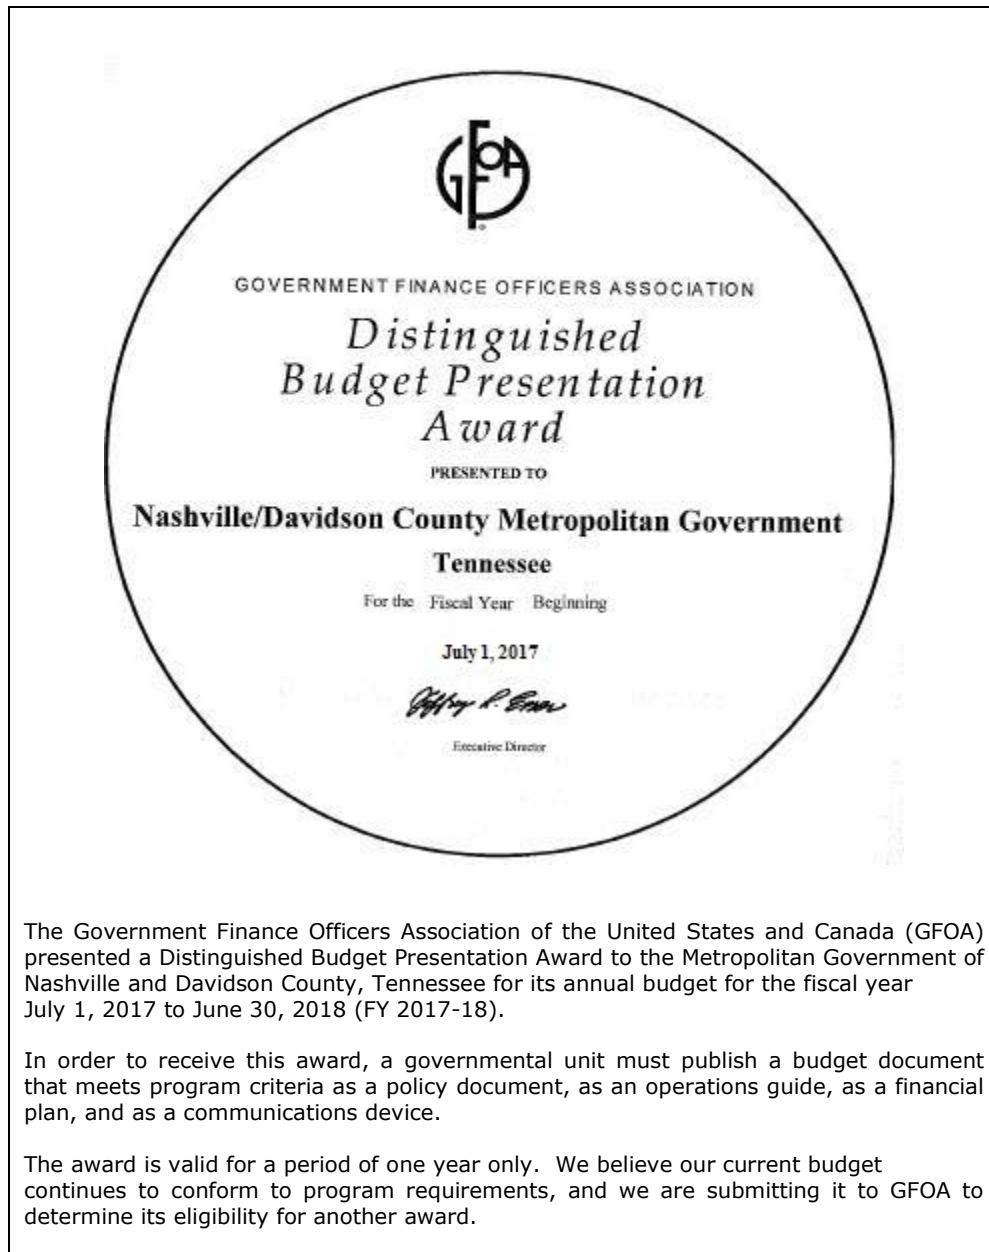 GFOA
GOVERNMENT FINANCE OFFICERS ASSOCIATION
Distinguished
Budget Presentation
Award
PRESENTED TO
Nashville/Davidson County Metropolitan Government
Tennessee
For the Fiscal Year Beginning
July 1, 2017
Executive Director
The Government Finance Officers Association of the United States and Canada (GFOA)
presented a Distinguished Budget Presentation Award to the Metropolitan Government of
Nashville and Davidson County, Tennessee for its annual budget for the fiscal year
July 1, 2017 to June 30, 2018 (FY 2017-18).
In order to receive this award, a governmental unit must publish a budget document
that meets program criteria as a policy document, as an operations guide, as a financial
plan, and as a communications device.
The award is valid for a period of one year only.  We believe our current budget
continues to conform to program requirements, and we are submitting it to GFOA to
determine its eligibility for another award.